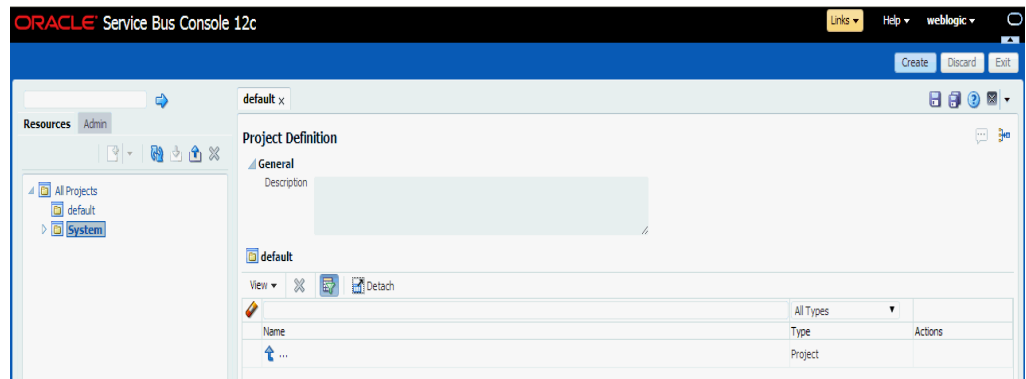 ORACLE Service Bus Console 12c
Links Help weblogic
Create Discard Exit
default x
Resources Admin
Project Definition
General
Description
All Projects
default
System
default
View Detach
All Types
Name Type Actions
... Project